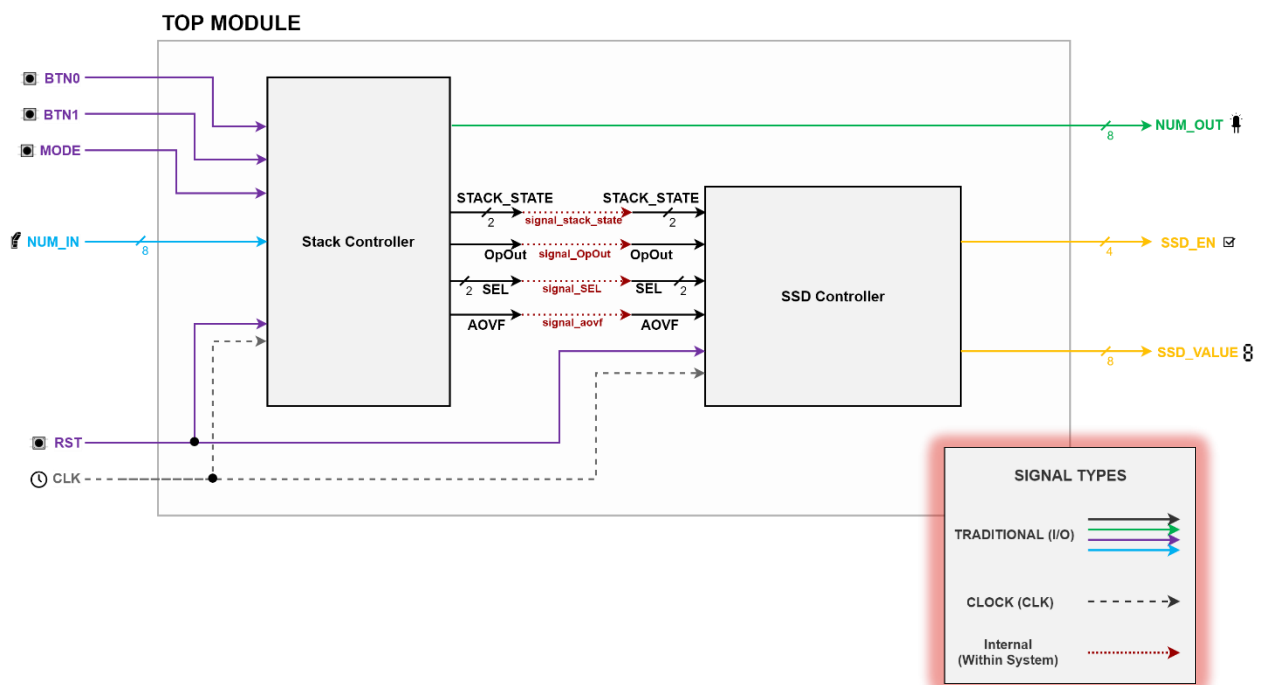 TOP MODULE
BTN0
BTN1
MODE
NUM_IN
8
RST
CLK
Stack Controller
STACK_STATE
2
signal_stack_state
STACK_STATE
2
OpOut
signal_OpOut
OpOut
2
SEL
signal_SEL
SEL
2
AOVF
signal_aovf
AOVF
SSD Controller
8
NUM_OUT
4
SSD_EN
8
SSD_VALUE
SIGNAL TYPES
TRADITIONAL (I/O)
CLOCK (CLK)
Internal
(Within System)